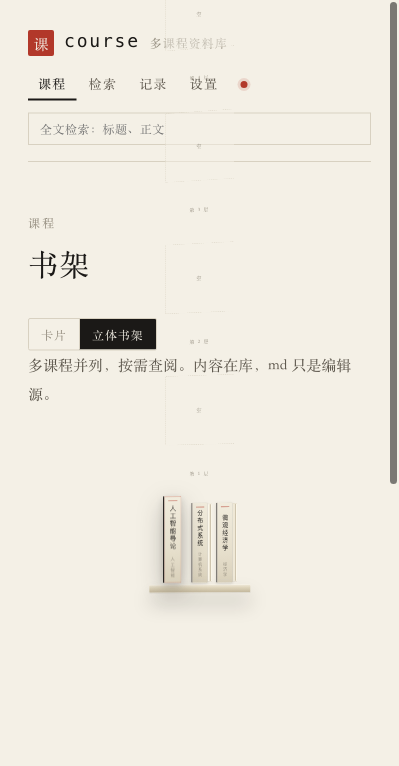 课 course 多课程资料库
课程 检索 记录 设置
全文检索：标题、正文
课程
书架
卡片 立体书架
多课程并列，按需查阅。内容在库，md 只是编辑
源。
人工智能导论
分布式系统
微观经济学